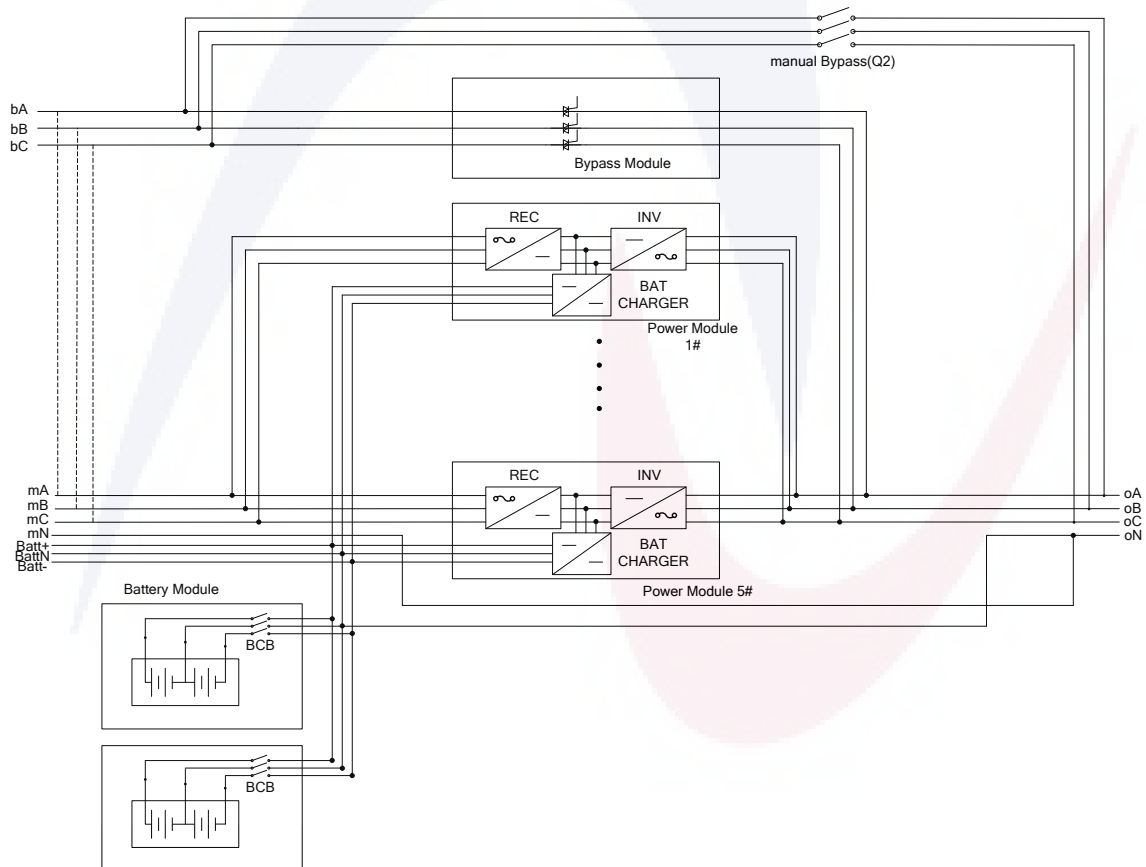 manual Bypass(Q2)
bA
bB
bC
Bypass Module
REC
INV
BAT
CHARGER
Power Module
1#
REC
INV
mA
mB
mC
mN
Batt+
BattN
Batt-
oA
oB
oC
oN
BAT
CHARGER
Power Module 5#
Battery Module
BCB
BCB